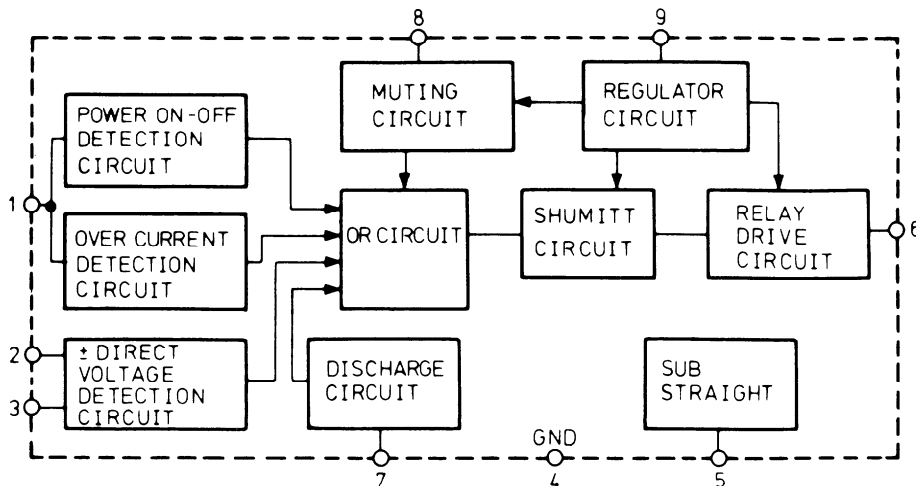 8
9
MUTING
CIRCUIT
REGULATOR
CIRCUIT
POWER ON-OFF
DETECTION
CIRCUIT
1
OVER CURRENT
DETECTION
CIRCUIT
OR CIRCUIT
SHUMITT
CIRCUIT
RELAY
DRIVE
CIRCUIT
6
2
3
± DIRECT
VOLTAGE
DETECTION
CIRCUIT
DISCHARGE
CIRCUIT
SUB
STRAIGHT
GND
7
4
5